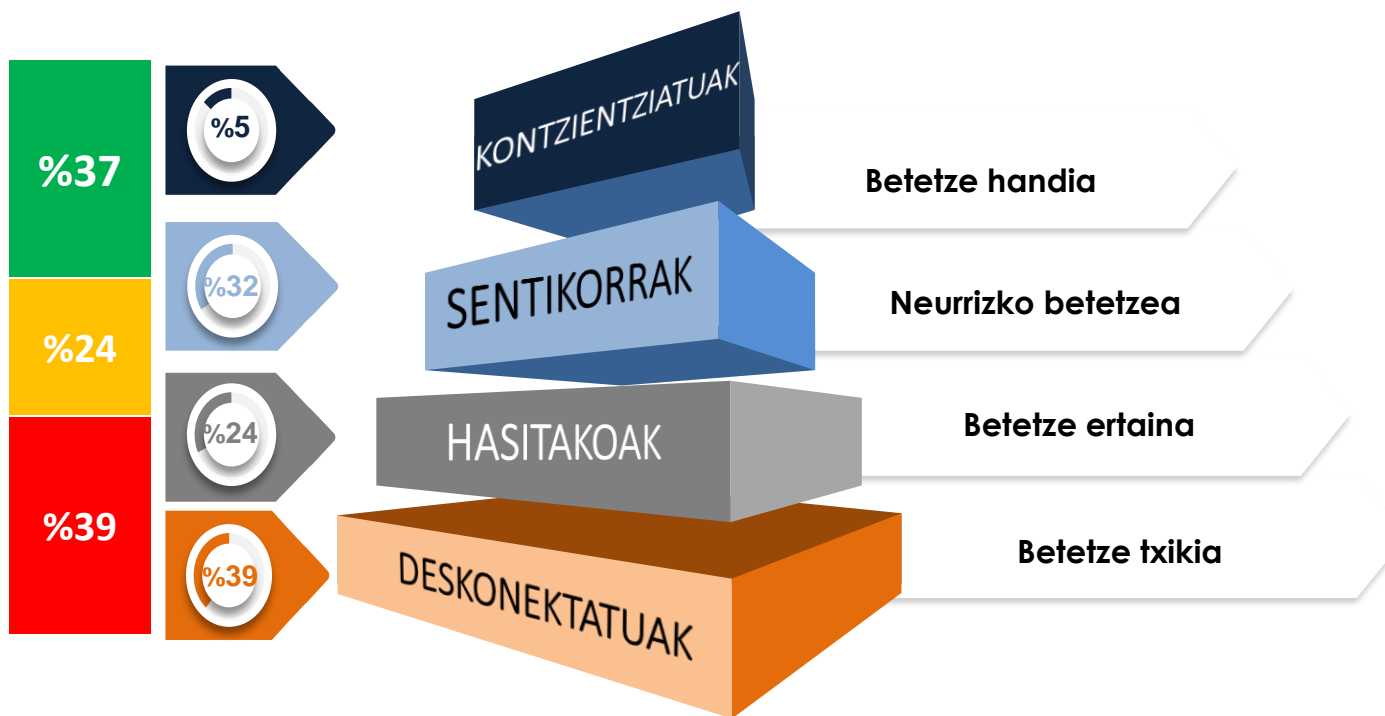 %37
%24
%39
%5
%32
%24
%39
KONTZIENTZIATUAK
SENTIKORRAK
HASITAKOAK
DESKONEKTATUAK
Betetze handia
Neurrizko betetzea
Betetze ertaina
Betetze txikia